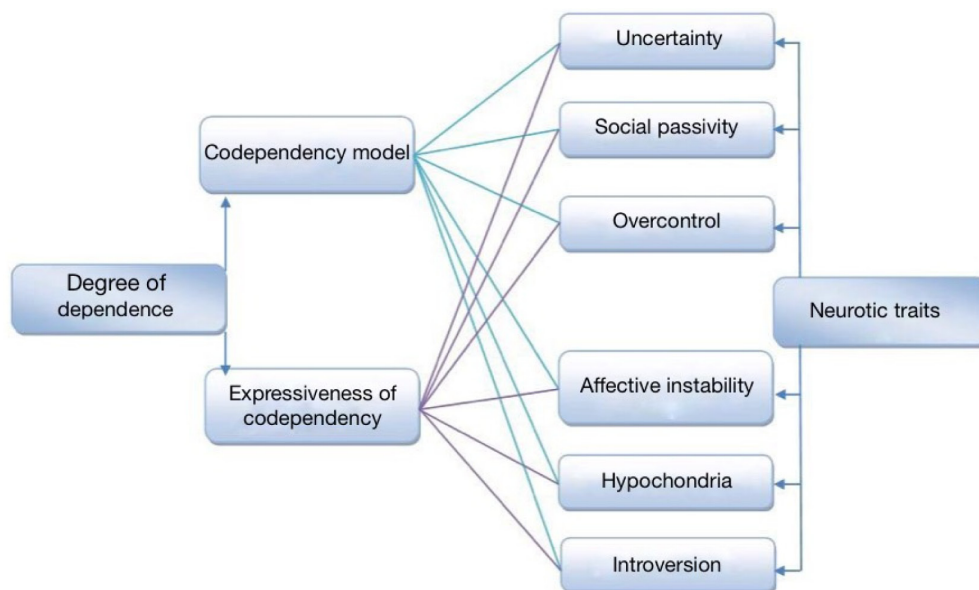 Uncertainty
Social passivity
Codependency model
Overcontrol
Degree of
dependence
Neurotic traits
Expressiveness of
codependency
Affective instability
Hypochondria
Introversion